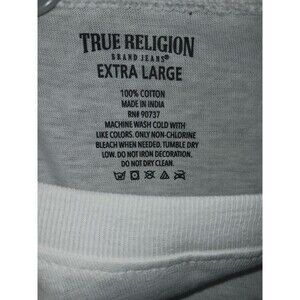 TRUE RELIGION
BRAND JEANS
EXTRA LARGE
100% COTTON
MADE IN INDIA
RN# 90737
MACHINE WASH COLD WITH
LIKE COLORS. ONLY NON-CHLORINE
BLEACH WHEN NEEDED. TUMBLE DRY
LOW. DO NOT IRON DECORATION.
DO NOT DRY CLEAN.